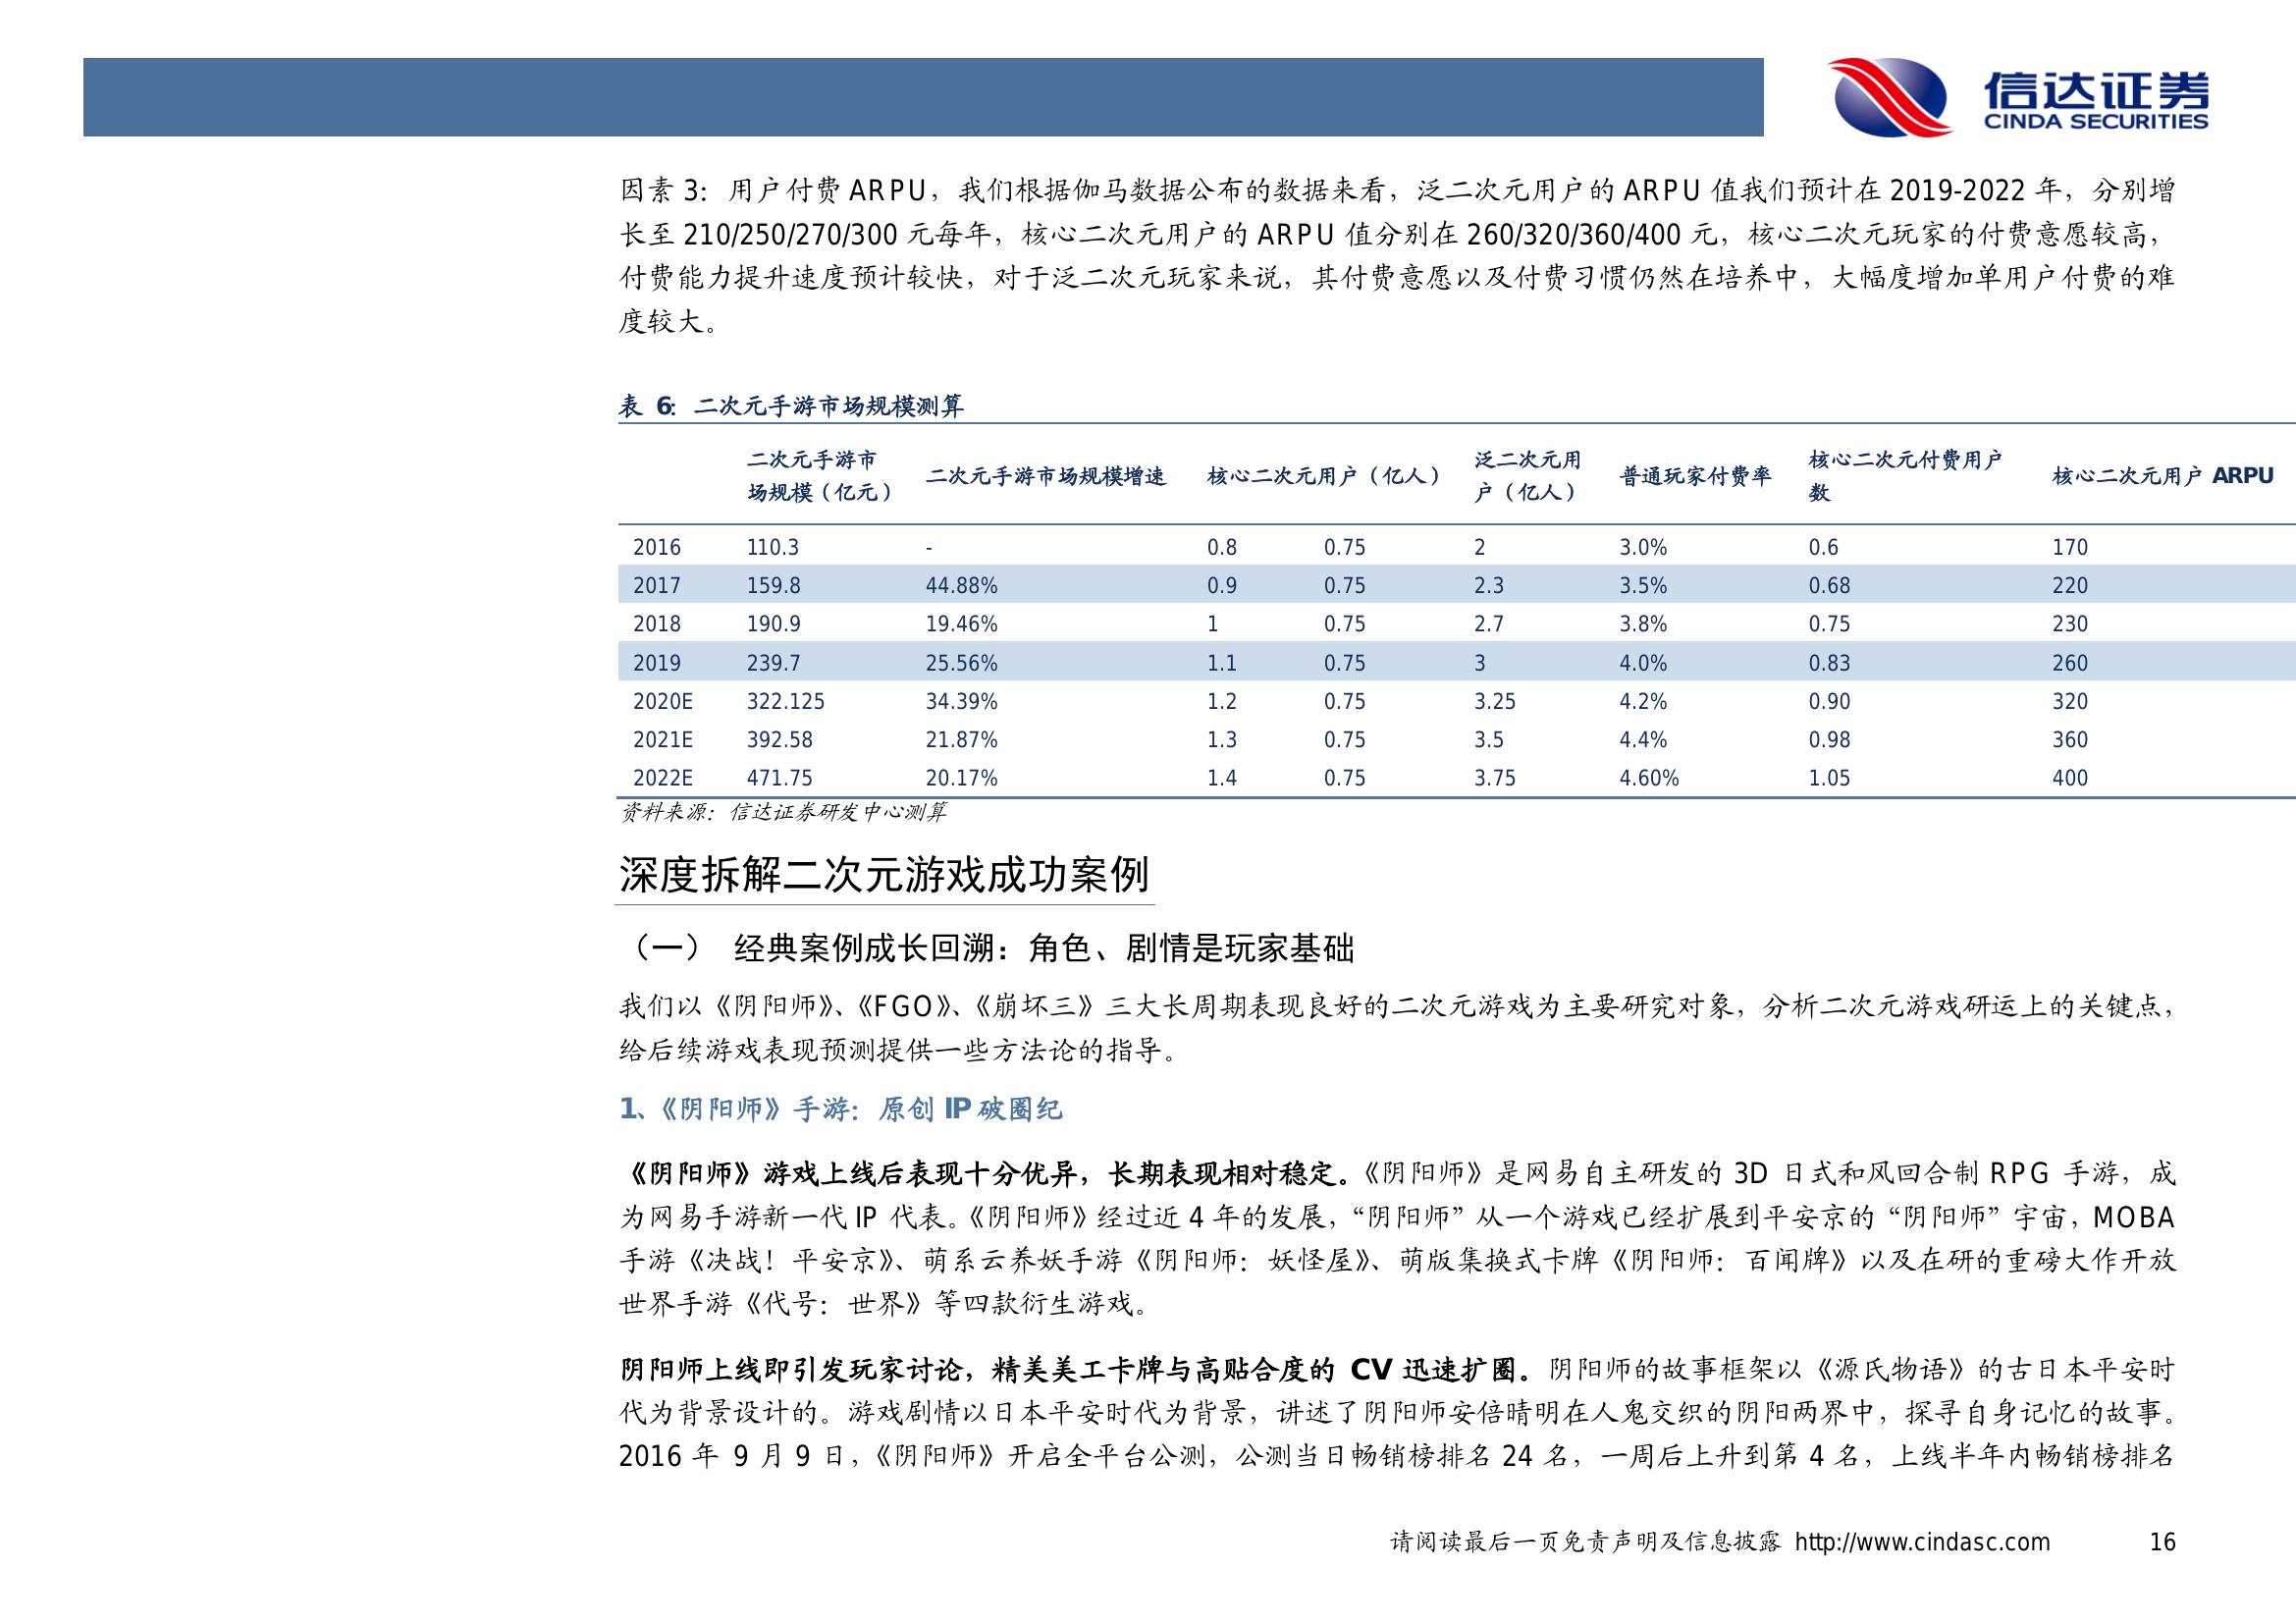 信达证券
CINDA SECURITIES
因素 3：用户付费 ARPU，我们根据伽马数据公布的数据来看，泛二次元用户的 ARPU 值我们预计在 2019-2022 年，分别增
长至 210/250/270/300 元每年，核心二次元用户的 ARPU 值分别在 260/320/360/400 元，核心二次元玩家的付费意愿较高，
付费能力提升速度预计较快，对于泛二次元玩家来说，其付费意愿以及付费习惯仍然在培养中，大幅度增加单用户付费的难
度较大。
表 6：二次元手游市场规模测算
二次元手游市场规模（亿元） 二次元手游市场规模增速 核心二次元用户（亿人） 泛二次元用户（亿人） 普通玩家付费率 核心二次元付费用户数 核心二次元用户 ARPU
2016 110.3 - 0.8 0.75 2 3.0% 0.6 170
2017 159.8 44.88% 0.9 0.75 2.3 3.5% 0.68 220
2018 190.9 19.46% 1 0.75 2.7 3.8% 0.75 230
2019 239.7 25.56% 1.1 0.75 3 4.0% 0.83 260
2020E 322.125 34.39% 1.2 0.75 3.25 4.2% 0.90 320
2021E 392.58 21.87% 1.3 0.75 3.5 4.4% 0.98 360
2022E 471.75 20.17% 1.4 0.75 3.75 4.60% 1.05 400
资料来源：信达证券研发中心测算
深度拆解二次元游戏成功案例
（一） 经典案例成长回溯：角色、剧情是玩家基础
我们以《阴阳师》、《FGO》、《崩坏三》三大长周期表现良好的二次元游戏为主要研究对象，分析二次元游戏研运上的关键点，
给后续游戏表现预测提供一些方法论的指导。
1、《阴阳师》手游：原创 IP 破圈纪
《阴阳师》游戏上线后表现十分优异，长期表现相对稳定。《阴阳师》是网易自主研发的 3D 日式和风回合制 RPG 手游，成
为网易手游新一代 IP 代表。《阴阳师》经过近 4 年的发展，“阴阳师”从一个游戏已经扩展到平安京的“阴阳师”宇宙，MOBA
手游《决战！平安京》、萌系云养妖手游《阴阳师：妖怪屋》、萌版集换式卡牌《阴阳师：百闻牌》以及在研的重磅大作开放
世界手游《代号：世界》等四款衍生游戏。
阴阳师上线即引发玩家讨论，精美美工卡牌与高贴合度的 CV 迅速扩圈。阴阳师的故事框架以《源氏物语》的古日本平安时
代为背景设计的。游戏剧情以日本平安时代为背景，讲述了阴阳师安倍晴明在人鬼交织的阴阳两界中，探寻自身记忆的故事。
2016 年 9 月 9 日，《阴阳师》开启全平台公测，公测当日畅销榜排名 24 名，一周后上升到第 4 名，上线半年内畅销榜排名
请阅读最后一页免责声明及信息披露 http://www.cindasc.com 16